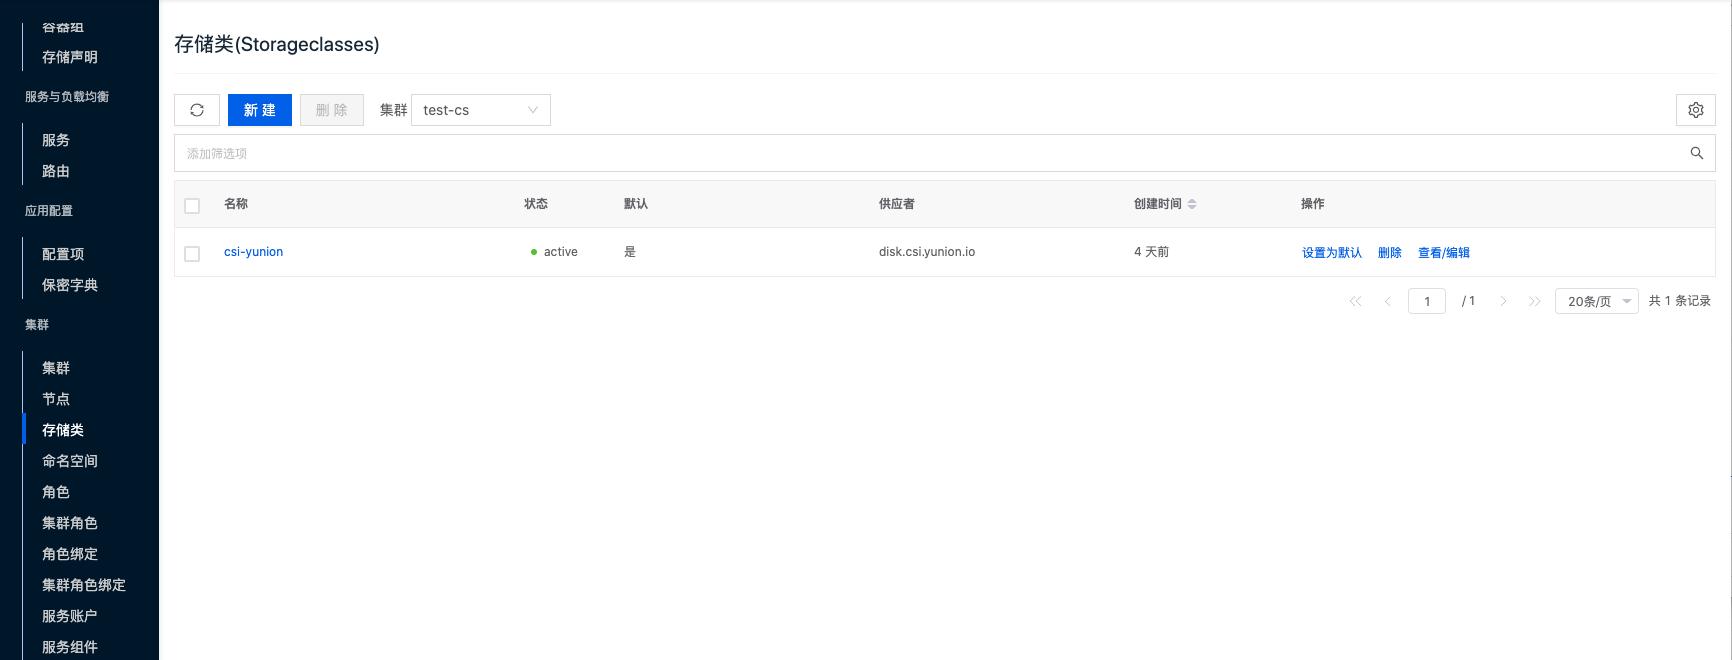 容器组
存储声明
服务与负载均衡
服务
路由
应用配置
配置项
保密字典
集群
集群
节点
存储类
命名空间
角色
集群角色
角色绑定
集群角色绑定
服务账户
服务组件
存储类(Storageclasses)
新 建 删 除 集群 test-cs
添加筛选项
名称 状态 默认 供应者 创建时间 操作
csi-yunion active 是 disk.csi.yunion.io 4 天前 设置为默认 删除 查看/编辑
1 / 1 20条/页 共 1 条记录